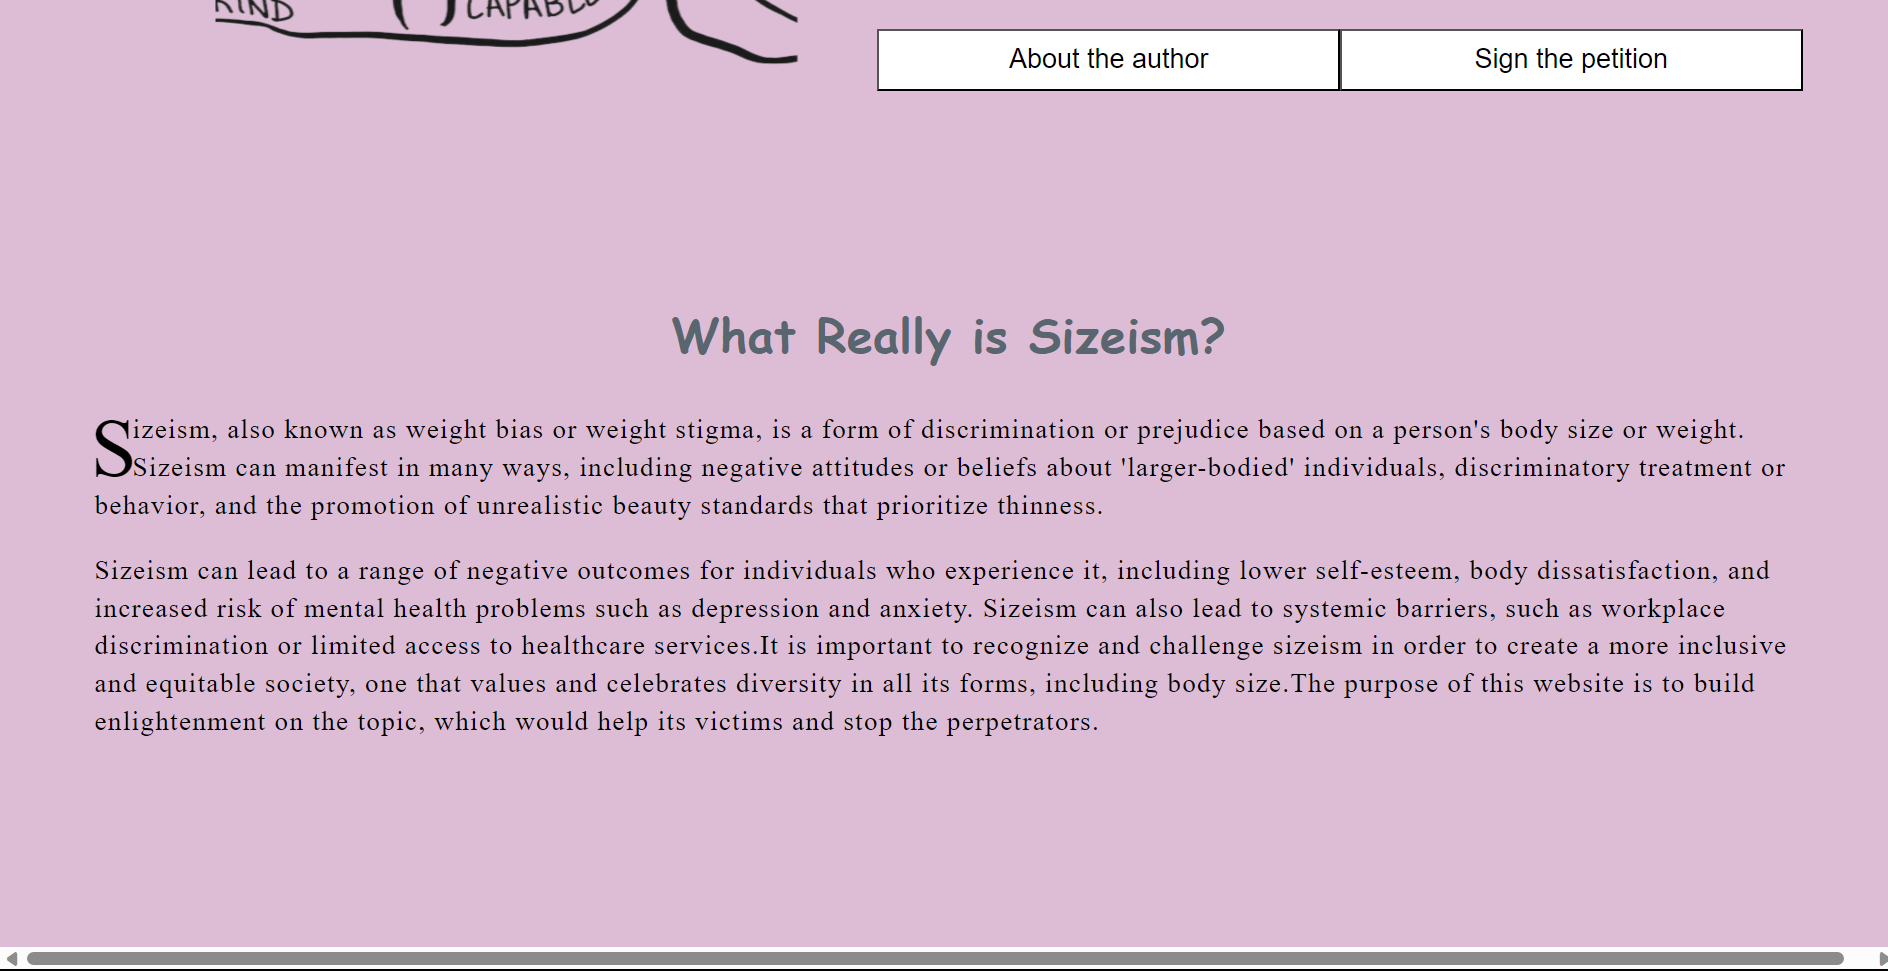 KIND
CAPABLE
About the author
Sign the petition
What Really is Sizeism?
Sizeism, also known as weight bias or weight stigma, is a form of discrimination or prejudice based on a person's body size or weight.
Sizeism can manifest in many ways, including negative attitudes or beliefs about 'larger-bodied' individuals, discriminatory treatment or
behavior, and the promotion of unrealistic beauty standards that prioritize thinness.
Sizeism can lead to a range of negative outcomes for individuals who experience it, including lower self-esteem, body dissatisfaction, and
increased risk of mental health problems such as depression and anxiety. Sizeism can also lead to systemic barriers, such as workplace
discrimination or limited access to healthcare services.It is important to recognize and challenge sizeism in order to create a more inclusive
and equitable society, one that values and celebrates diversity in all its forms, including body size.The purpose of this website is to build
enlightenment on the topic, which would help its victims and stop the perpetrators.